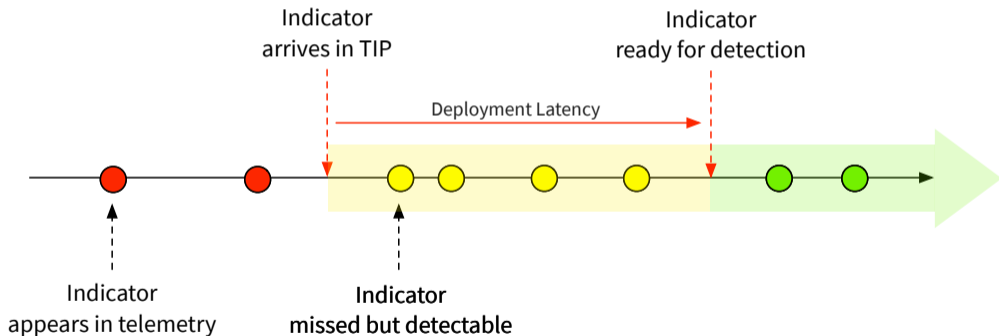 Indicator
arrives in TIP
Indicator
ready for detection
Deployment Latency
Indicator
appears in telemetry
Indicator
missed but detectable